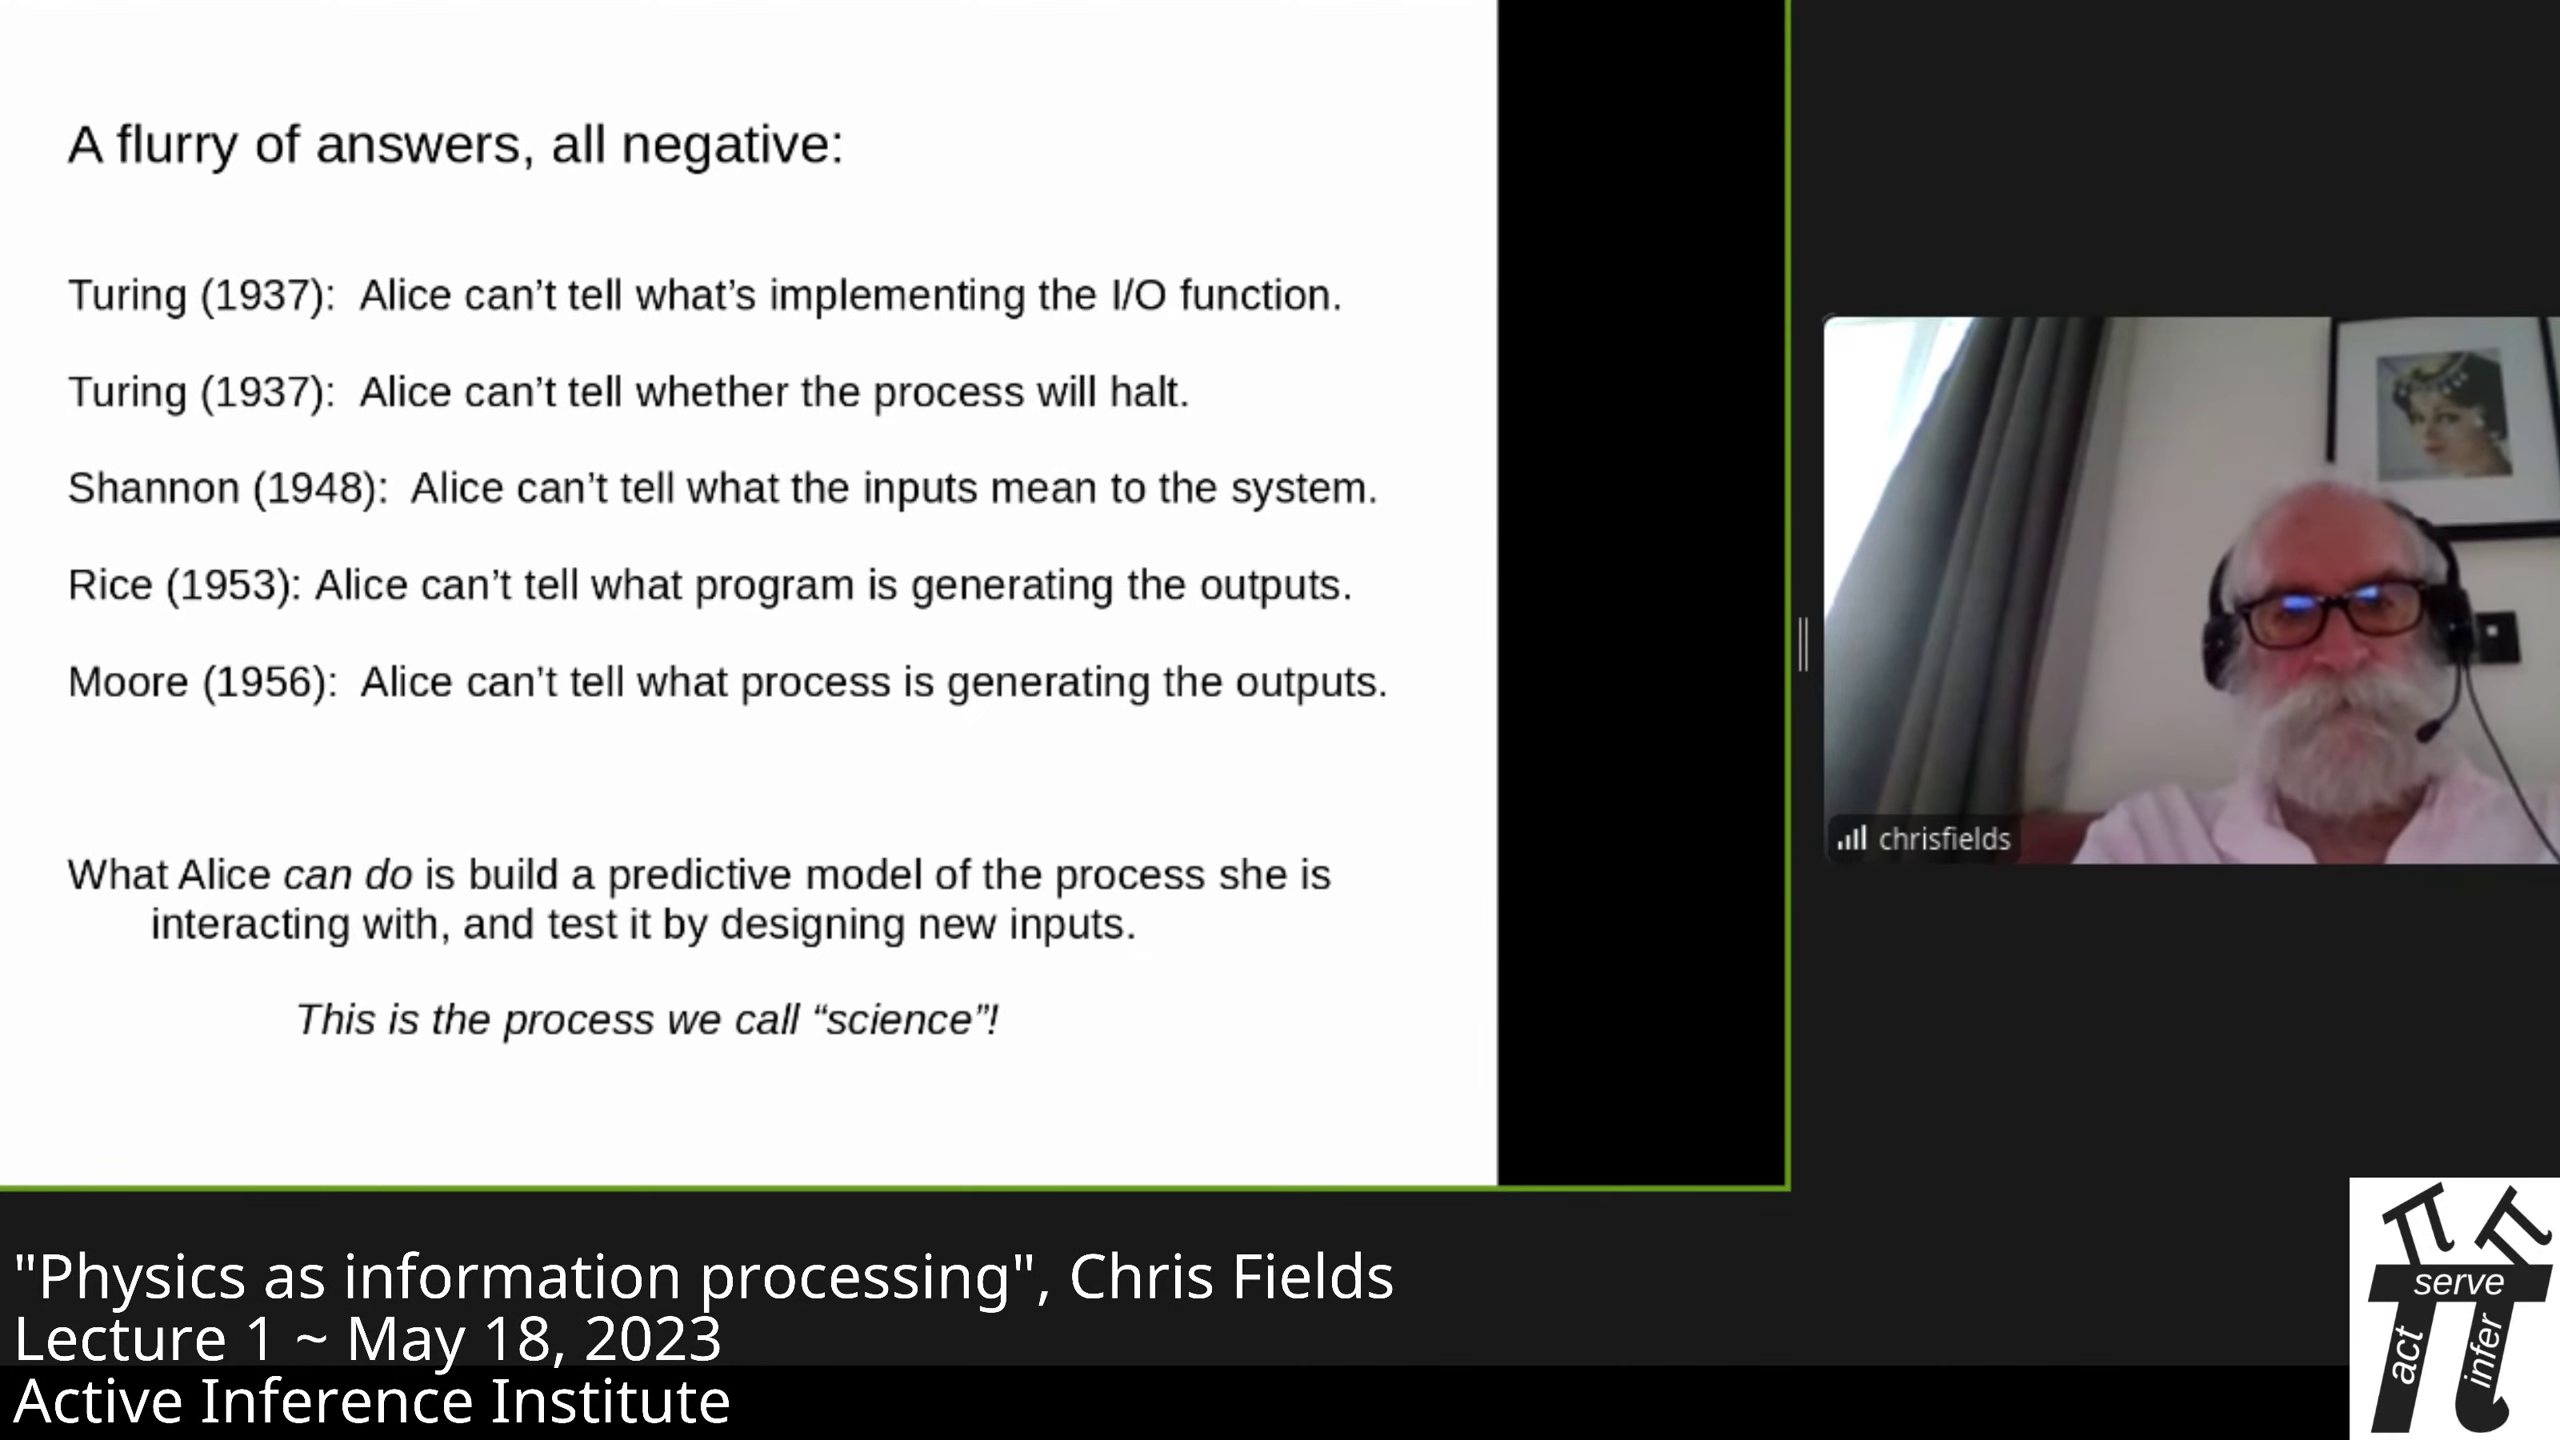 A flurry of answers, all negative:
Turing (1937):  Alice can’t tell what’s implementing the I/O function.
Turing (1937):  Alice can’t tell whether the process will halt.
Shannon (1948):  Alice can’t tell what the inputs mean to the system.
Rice (1953): Alice can’t tell what program is generating the outputs.
Moore (1956):  Alice can’t tell what process is generating the outputs.
What Alice can do is build a predictive model of the process she is
interacting with, and test it by designing new inputs.
This is the process we call “science”!
chrisfields
"Physics as information processing", Chris Fields
Lecture 1 ~ May 18, 2023
Active Inference Institute
serve
act
infer